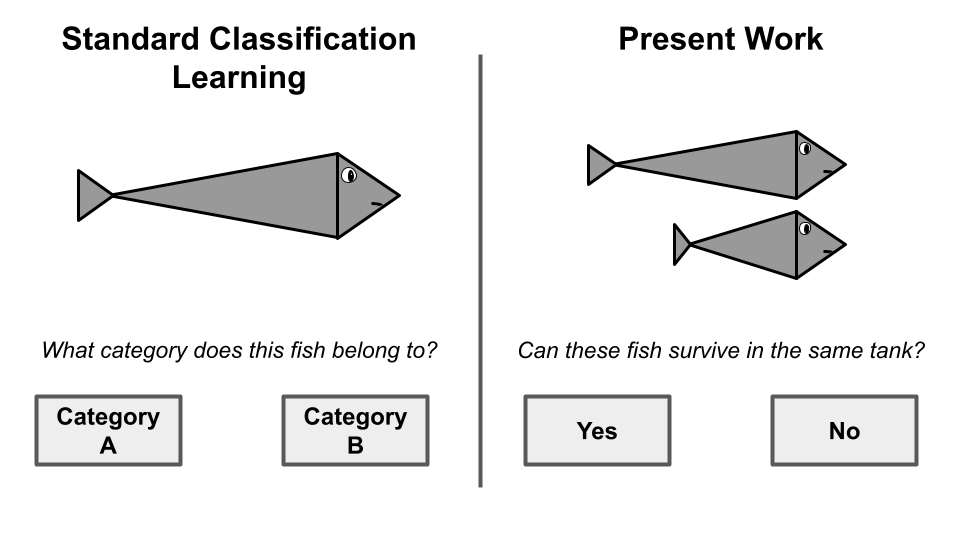 Standard Classification
Learning
What category does this fish belong to?
Category
A
Category
B
Present Work
Can these fish survive in the same tank?
Yes
No